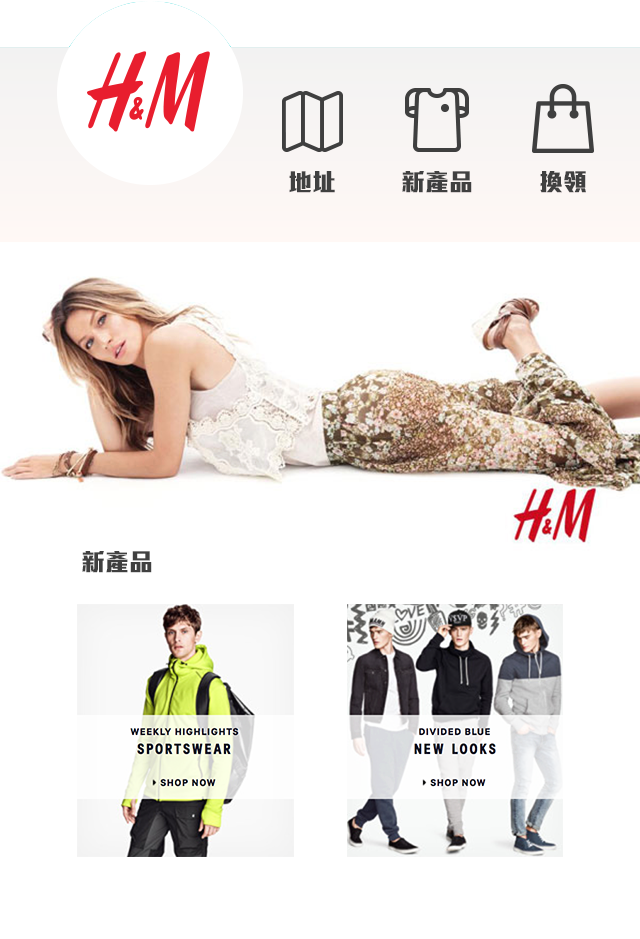 H&M
地址
新產品
換領
H&M
新產品
WEEKLY HIGHLIGHTS
SPORTSWEAR
SHOP NOW
DIVIDED BLUE
NEW LOOKS
SHOP NOW